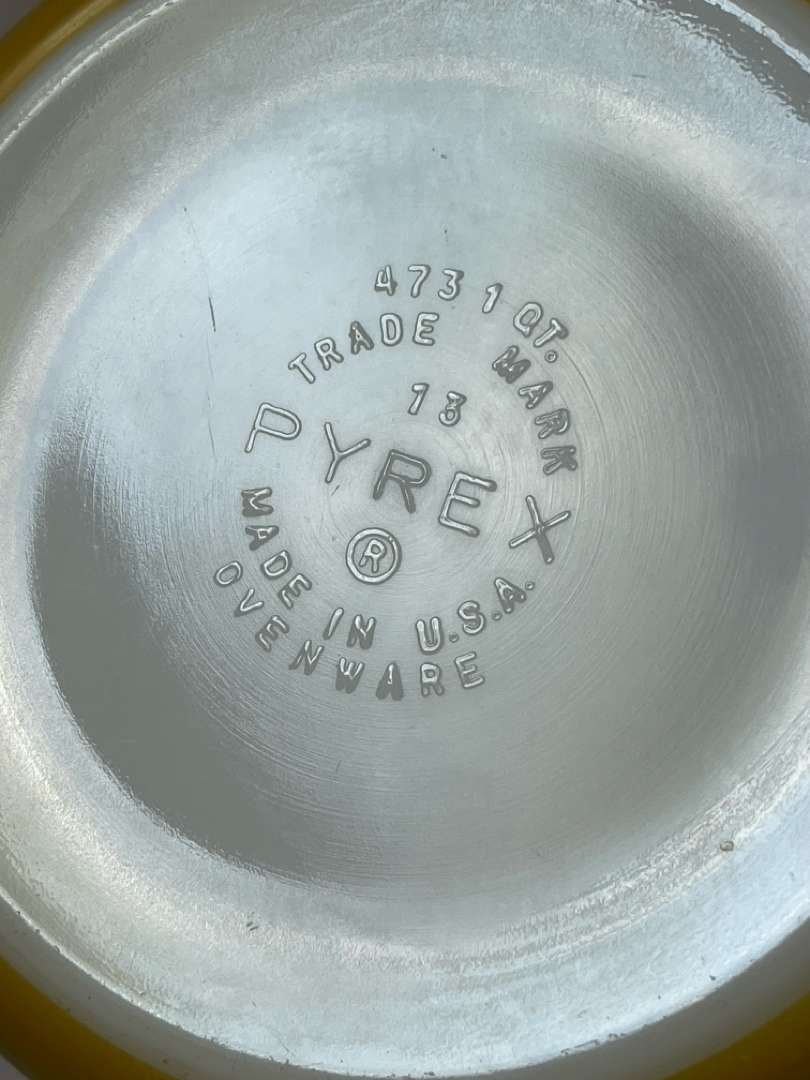 473 1 QT.
TRADE MARK
13
PYREX
®
MADE IN U.S.A.
OVENWARE